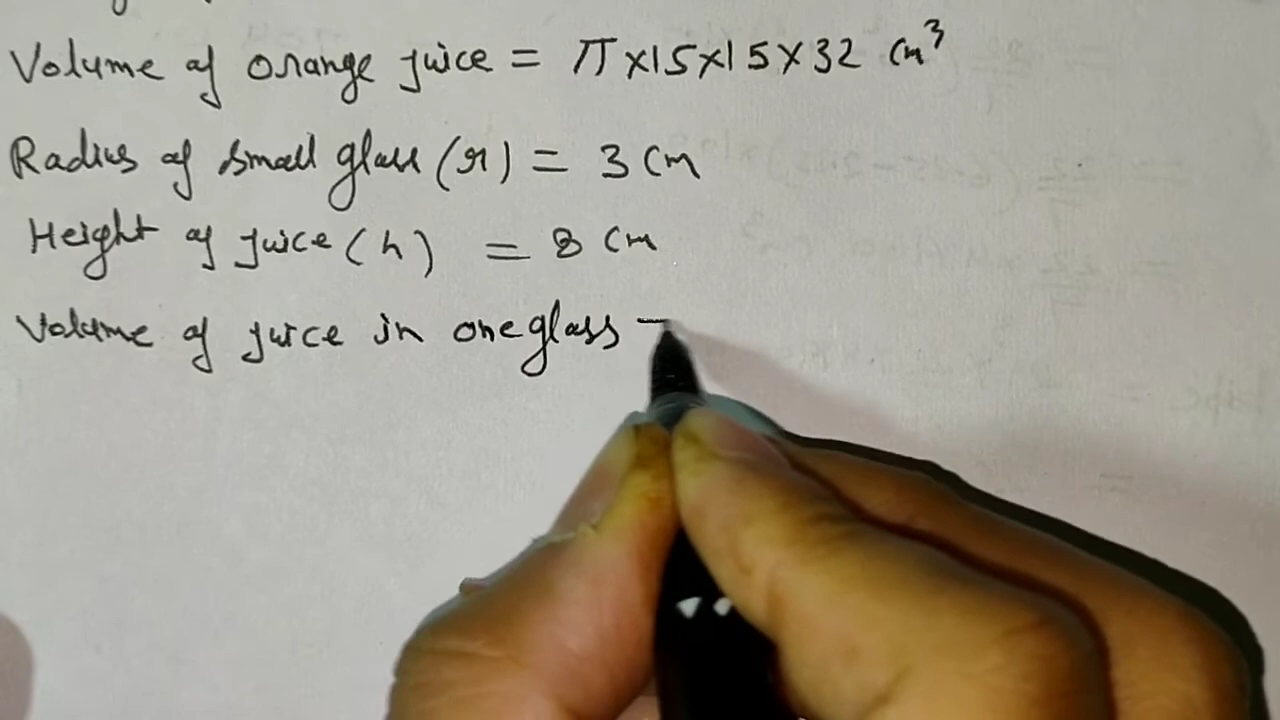 Volume of orange juice = π×15×15×32 cm³
Radius of small glass (r) = 3 cm
Height of juice (h) = 8 cm
Volume of juice in one glass